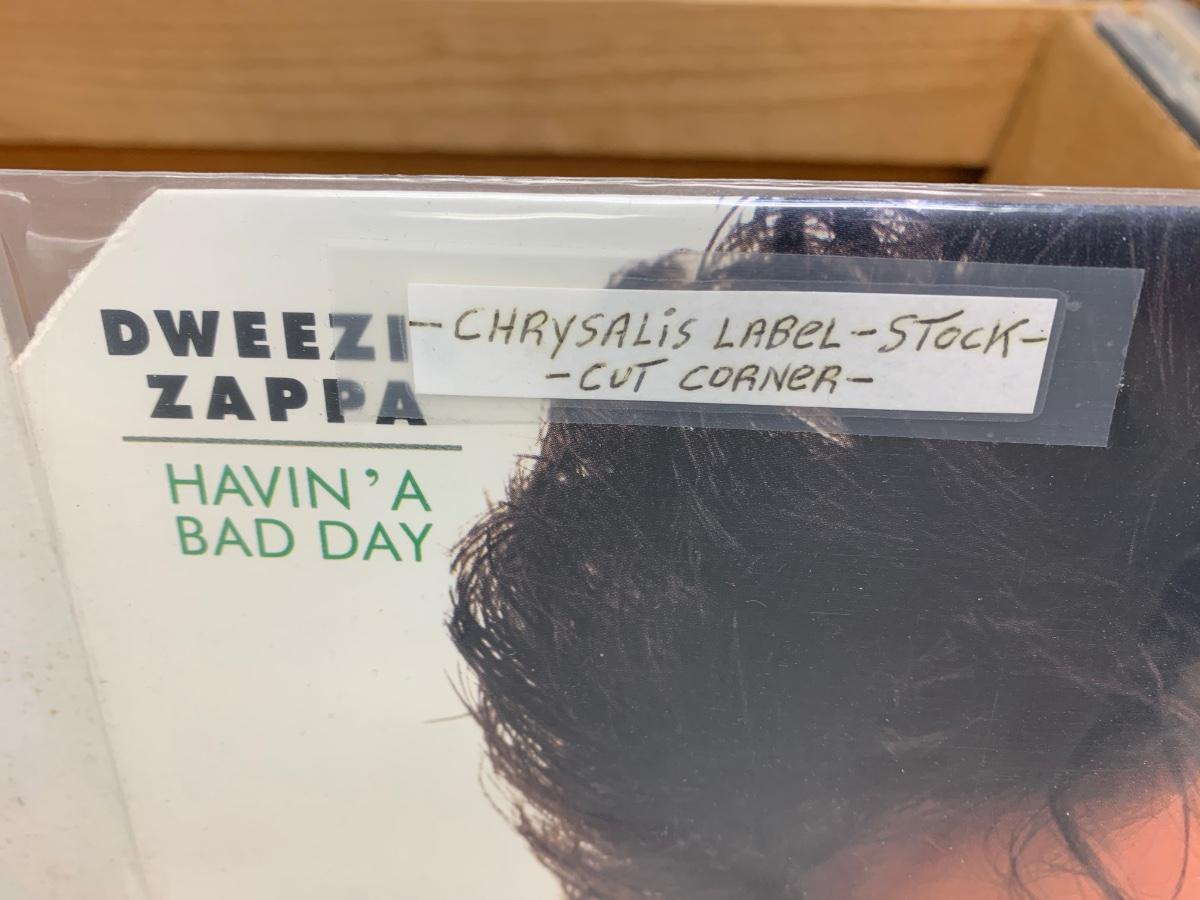 DWEEZI
ZAPPA
HAVIN' A
BAD DAY
-CHRYSALiS LABeL-STOCK-
-CUT CORNER-